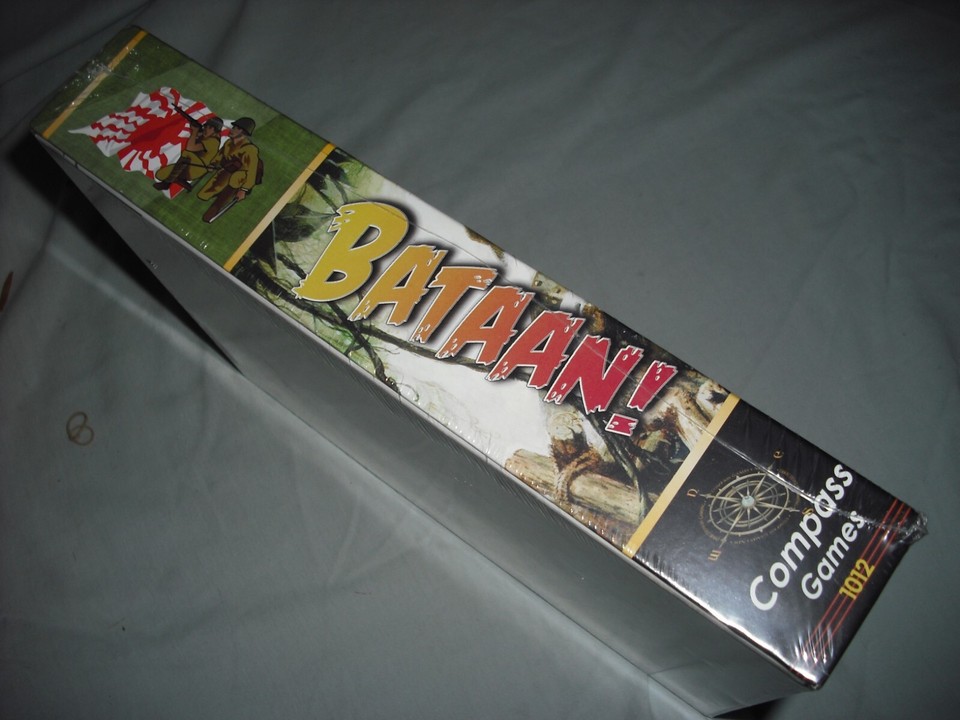 BATAAN!
Compass
Games
1012